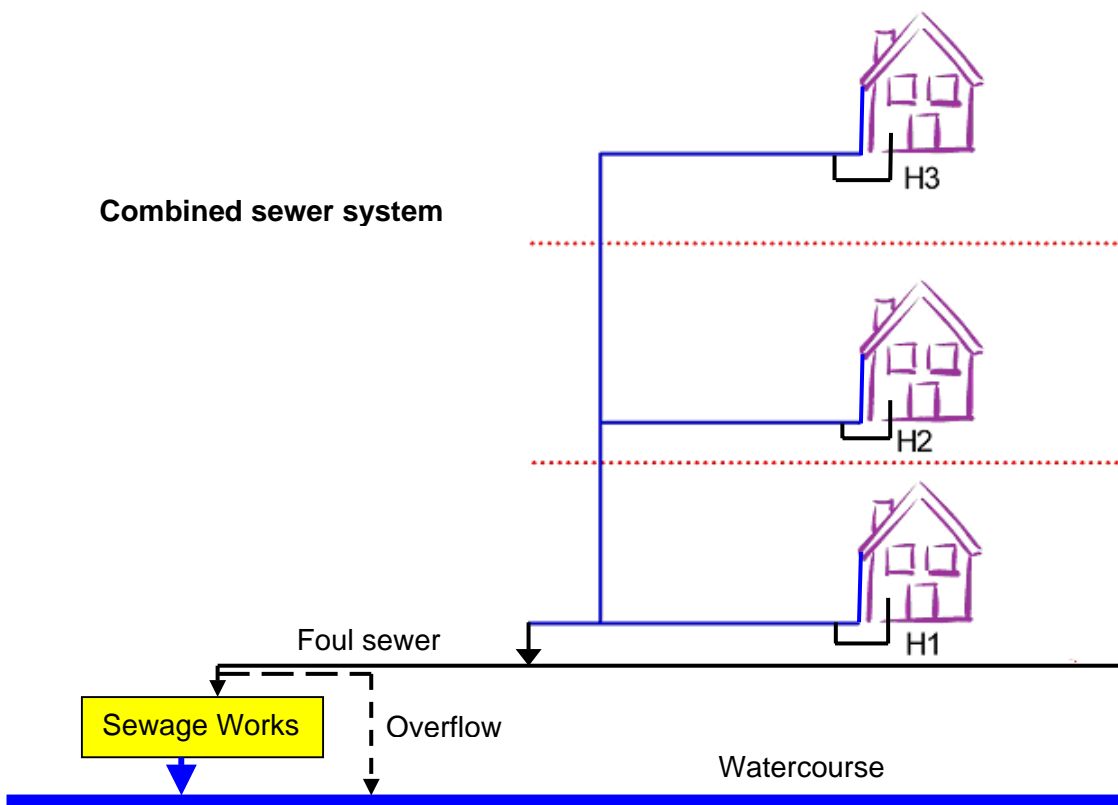 H3
Combined sewer system
H2
Foul sewer
H1
Sewage Works
Overflow
Watercourse